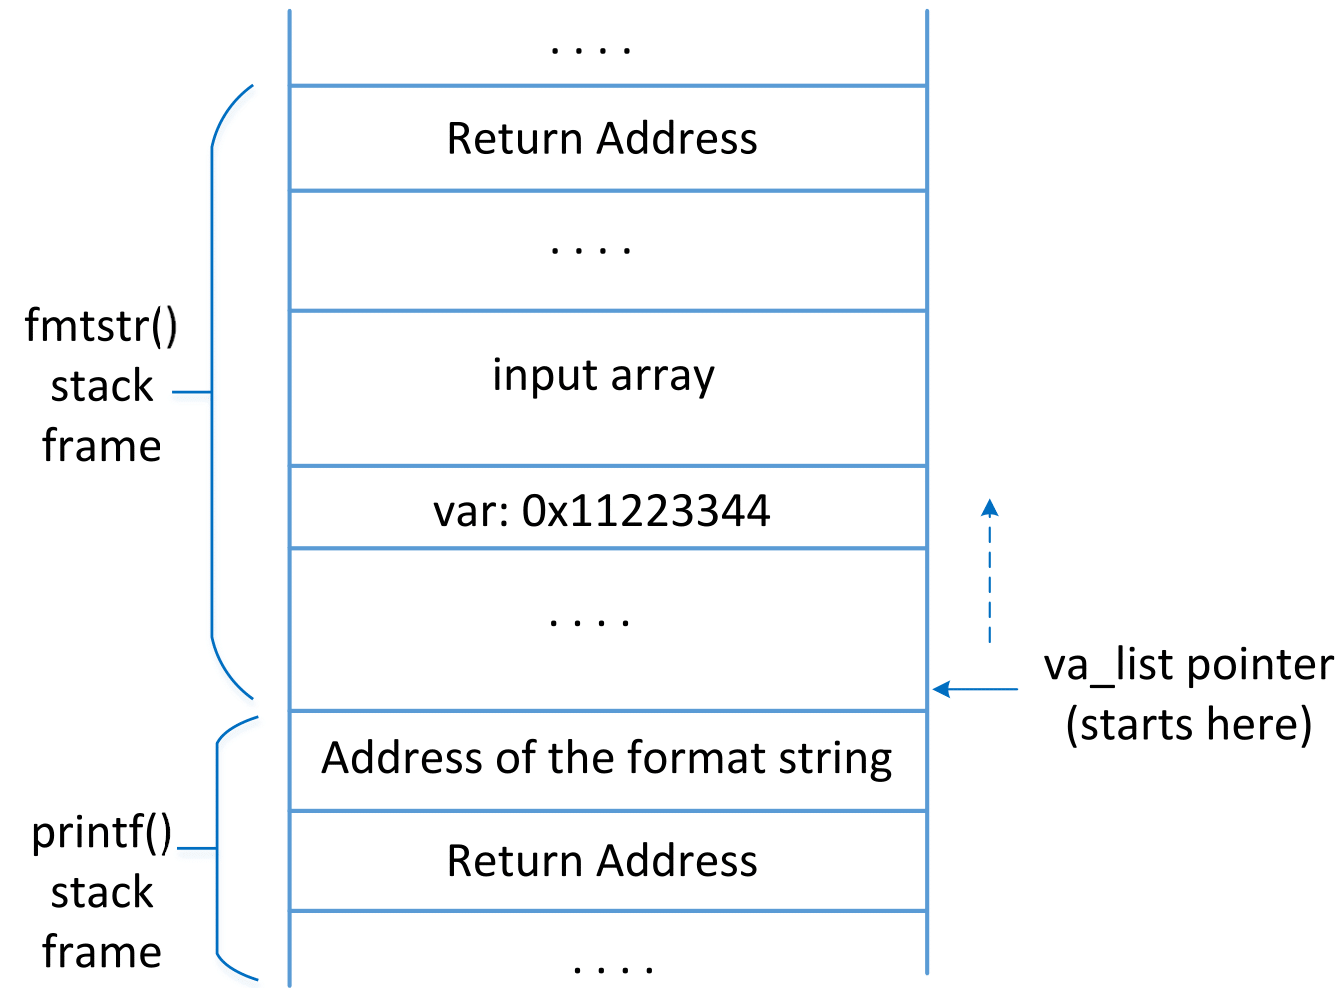 . . . .
Return Address
. . . .
fmtstr()
stack
frame
input array
var: 0x11223344
. . . .
va_list pointer
(starts here)
Address of the format string
printf()
stack
frame
Return Address
. . . .